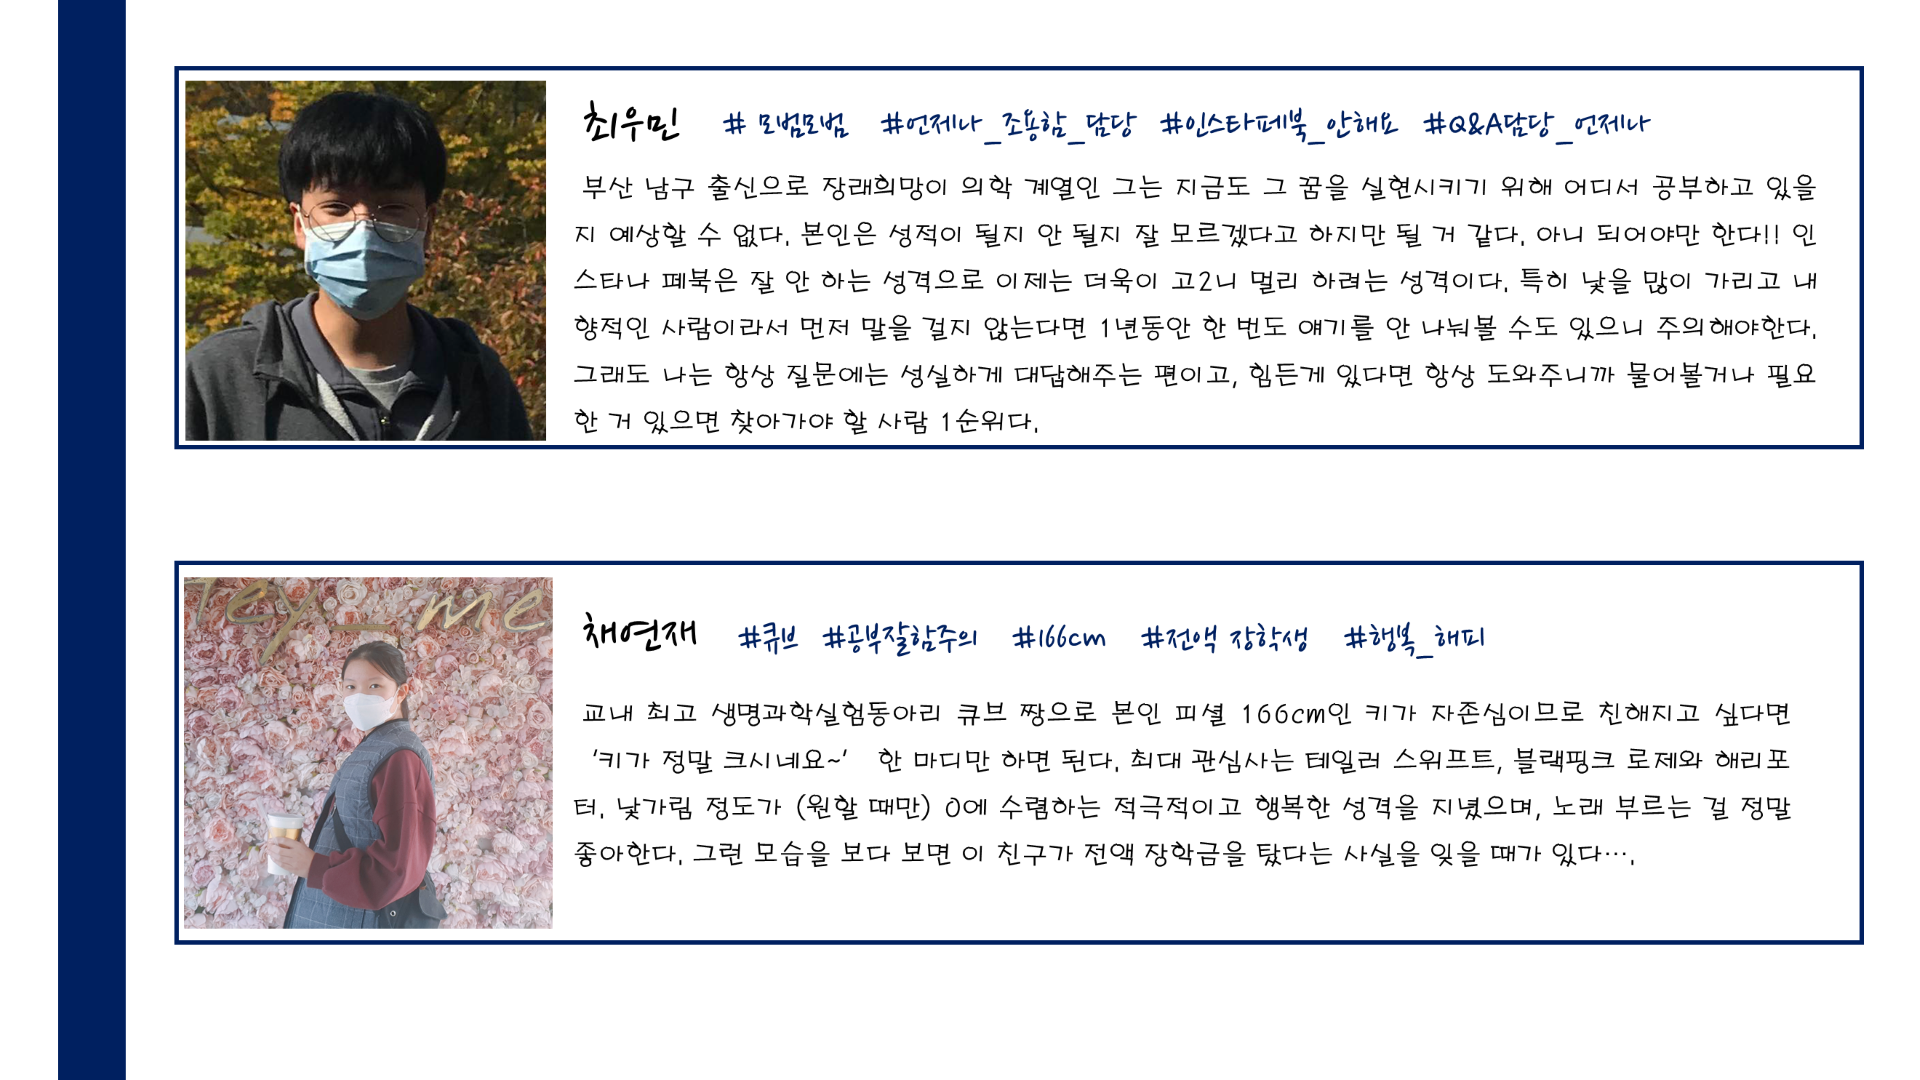 최우민 # 모범모범 #언제나_조용함_담당 #인스타페북_안해요 #Q&A담당_언제나
부산 남구 출신으로 장래희망이 의학 계열인 그는 지금도 그 꿈을 실현시키기 위해 어디서 공부하고 있을
지 예상할 수 없다. 본인은 성적이 될지 안 될지 잘 모르겠다고 하지만 될 거 같다. 아니 되어야만 한다!! 인
스타나 페북은 잘 안 하는 성격으로 이제는 더욱이 고2니 멀리 하려는 성격이다. 특히 낯을 많이 가리고 내
향적인 사람이라서 먼저 말을 걸지 않는다면 1년동안 한 번도 얘기를 안 나눠볼 수도 있으니 주의해야한다.
그래도 나는 항상 질문에는 성실하게 대답해주는 편이고, 힘든게 있다면 항상 도와주니까 물어볼거나 필요
한 거 있으면 찾아가야 할 사람 1순위다.
Hey_me
채연재 #큐브 #공부잘함주의 #166cm #전액 장학생 #행복_해피
교내 최고 생명과학실험동아리 큐브 짱으로 본인 피셜 166cm인 키가 자존심이므로 친해지고 싶다면
‘키가 정말 크시네요~’ 한 마디만 하면 된다. 최대 관심사는 테일러 스위프트, 블랙핑크 로제와 해리포
터. 낯가림 정도가 (원할 때만) 0에 수렴하는 적극적이고 행복한 성격을 지녔으며, 노래 부르는 걸 정말
좋아한다. 그런 모습을 보다 보면 이 친구가 전액 장학금을 탔다는 사실을 잊을 때가 있다….